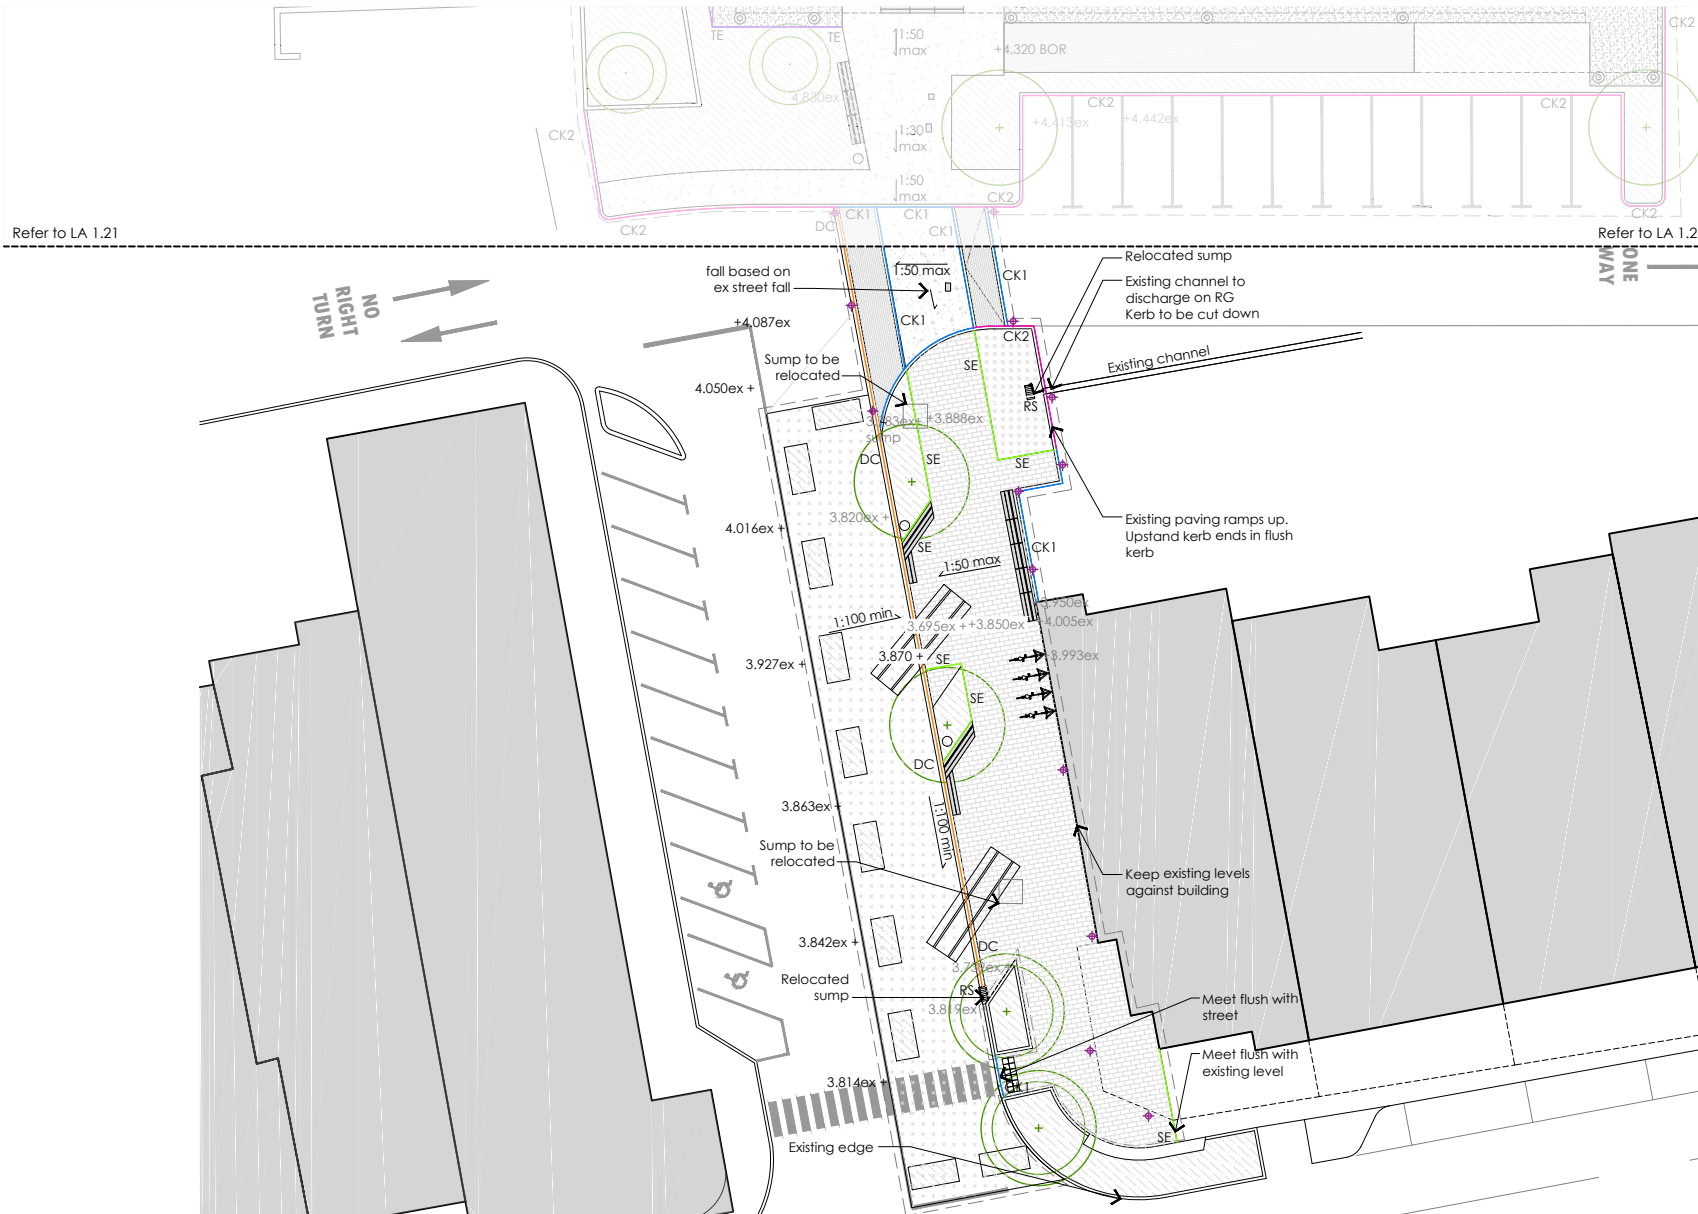 TE
TE
1:50
max
+4.320 BOR
CK2
4.830ex
CK2
CK2
CK2
+4.413ex
+4.442ex
1:30
max
1:50
max
CK2
CK2
CK1
CK1
CK2
DC
CK1
CK2
Refer to LA 1.21
Refer to LA 1.2
ONE
WAY
NO
RIGHT
TURN
fall based on
ex street fall
1:50 max
CK1
CK1
Relocated sump
Existing channel to
discharge on RG
Kerb to be cut down
+4.087ex
CK2
Existing channel
Sump to be
relocated
SE
4.050ex +
RS
+3.888ex
sump
DC
SE
SE
4.016ex +
3.820ex +
Existing paving ramps up.
Upstand kerb ends in flush
kerb
SE
CK1
1:50 max
1:100 min
3.950ex
+4.005ex
3.695ex +
+3.850ex
3.870 +
SE
+3.993ex
3.927ex +
SE
DC
3.863ex +
1:100 min
Sump to be
relocated
Keep existing levels
against building
3.842ex +
DC
Relocated
sump
RS
3.819ex
Meet flush with
street
Meet flush with
existing level
3.814ex +
CK1
Existing edge
SE